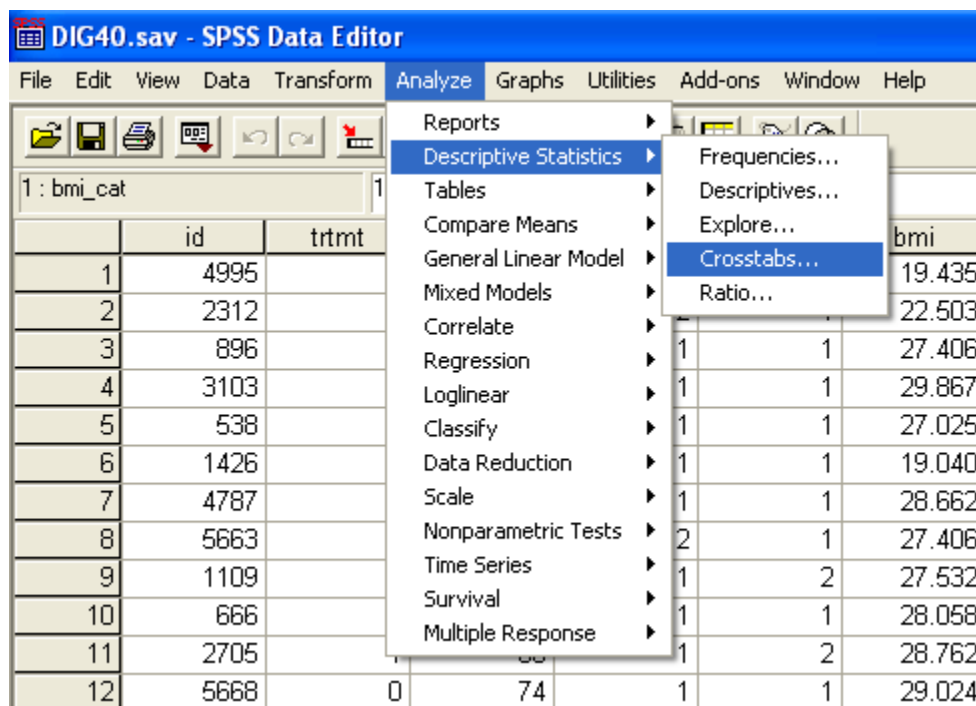 SPSS
DIG40.sav - SPSS Data Editor
File Edit View Data Transform Analyze Graphs Utilities Add-ons Window Help
Reports
Descriptive Statistics
Tables
Compare Means
General Linear Model
Mixed Models
Correlate
Regression
Loglinear
Classify
Data Reduction
Scale
Nonparametric Tests
Time Series
Survival
Multiple Response
Frequencies...
Descriptives...
Explore...
Crosstabs...
Ratio...
1 : bmi_cat 1
id trtmt bmi
1 4995 19.435
2 2312 22.503
3 896 1 1 27.406
4 3103 1 1 29.867
5 538 1 1 27.025
6 1426 1 1 19.040
7 4787 1 1 28.662
8 5663 2 1 27.406
9 1109 1 2 27.532
10 666 1 1 28.058
11 2705 1 2 28.762
12 5668 0 74 1 1 29.024